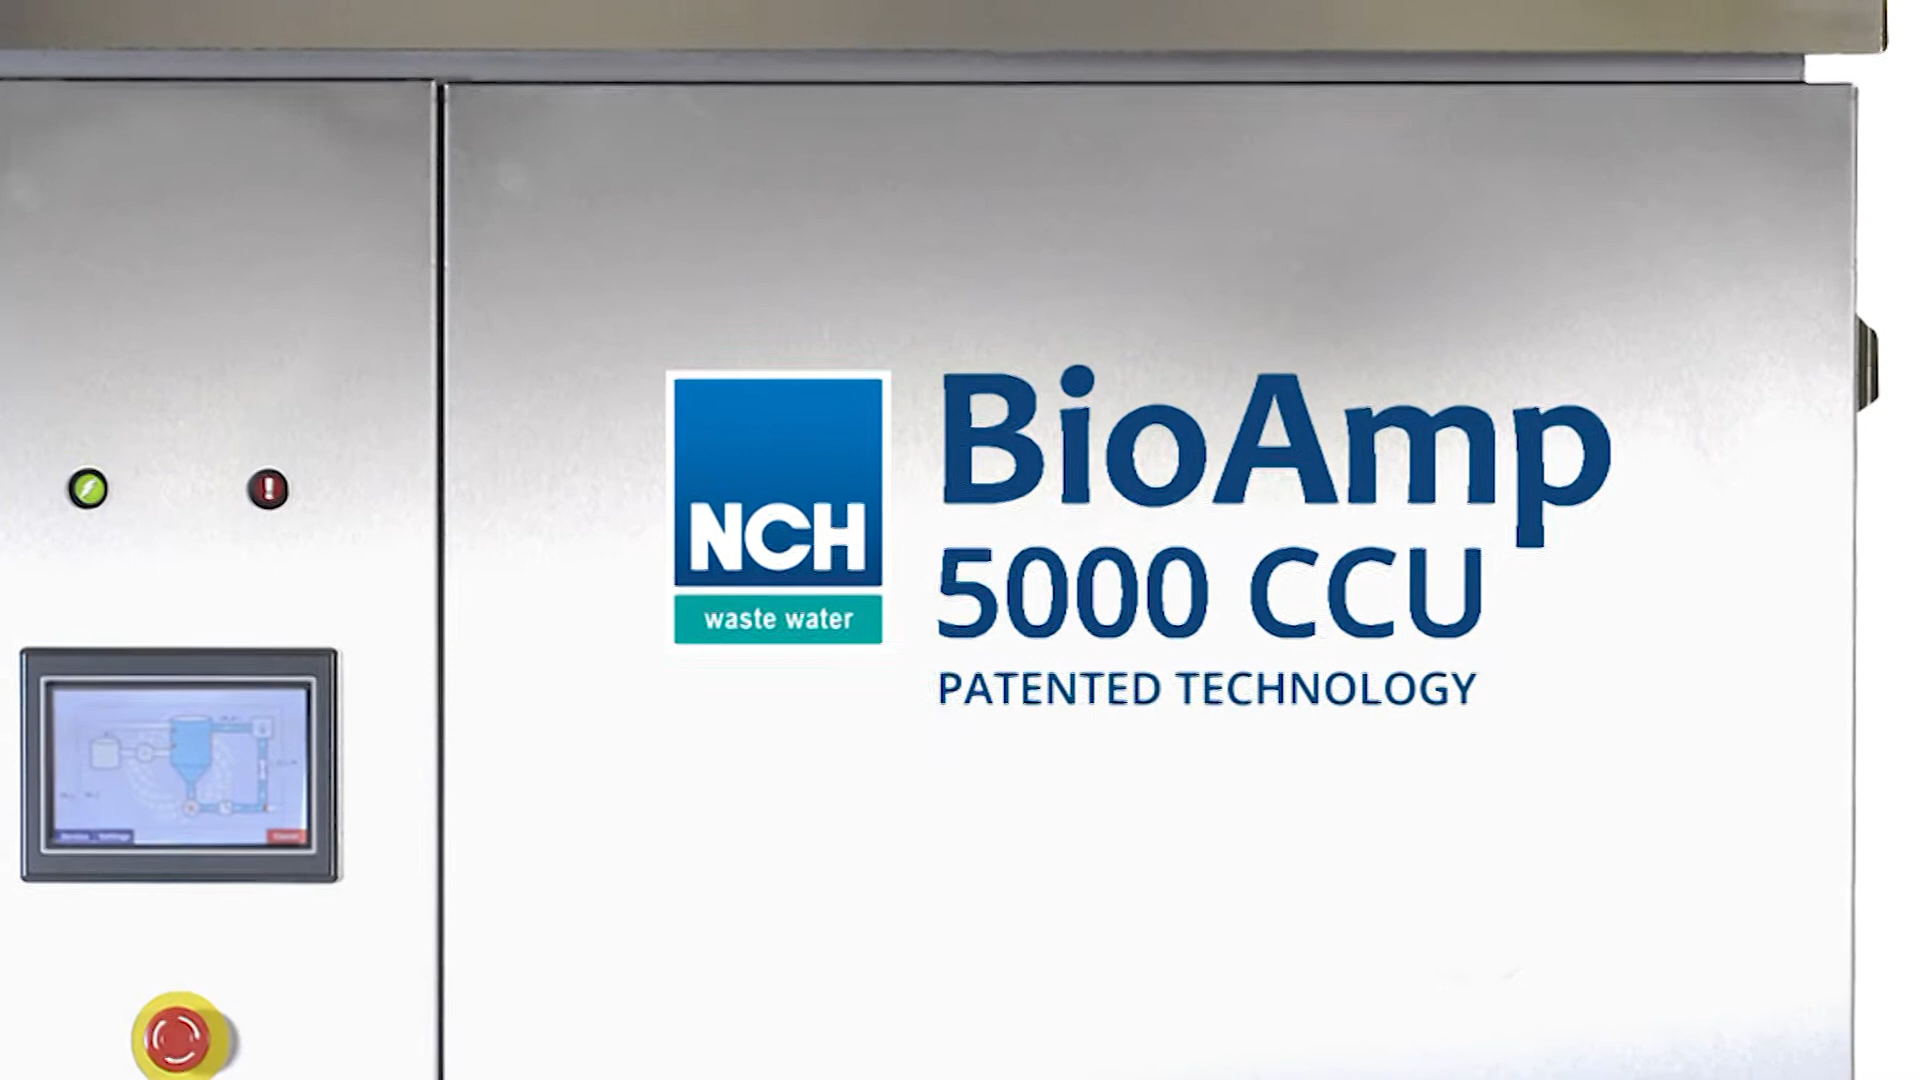 BioAmp
NCH
5000 CCU
waste water
PATENTED TECHNOLOGY